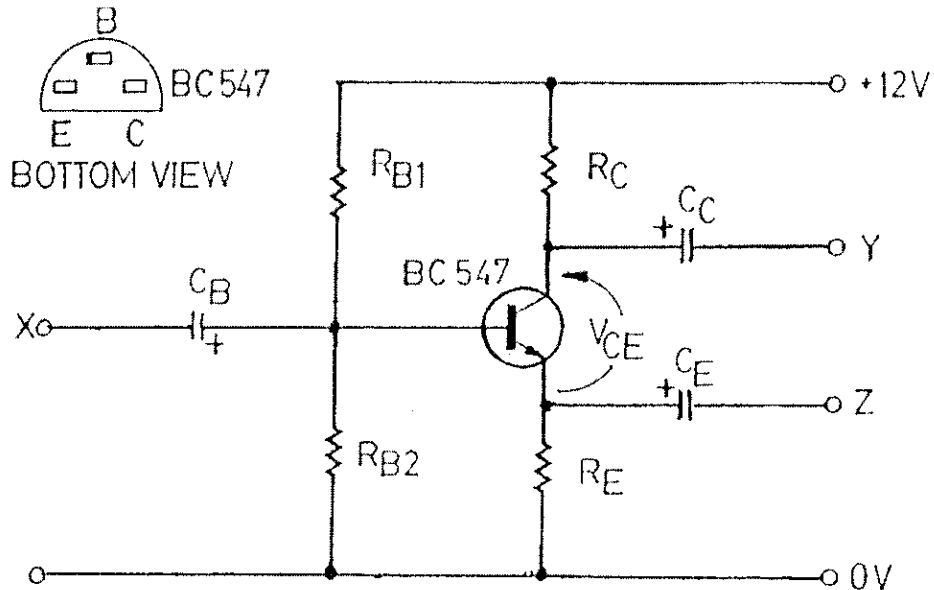 B
BC547
E C
BOTTOM VIEW
+12V
RB1
RC
CC
Y
BC547
CB
X
+
+
VCE
CE
+
Z
RB2
RE
0V